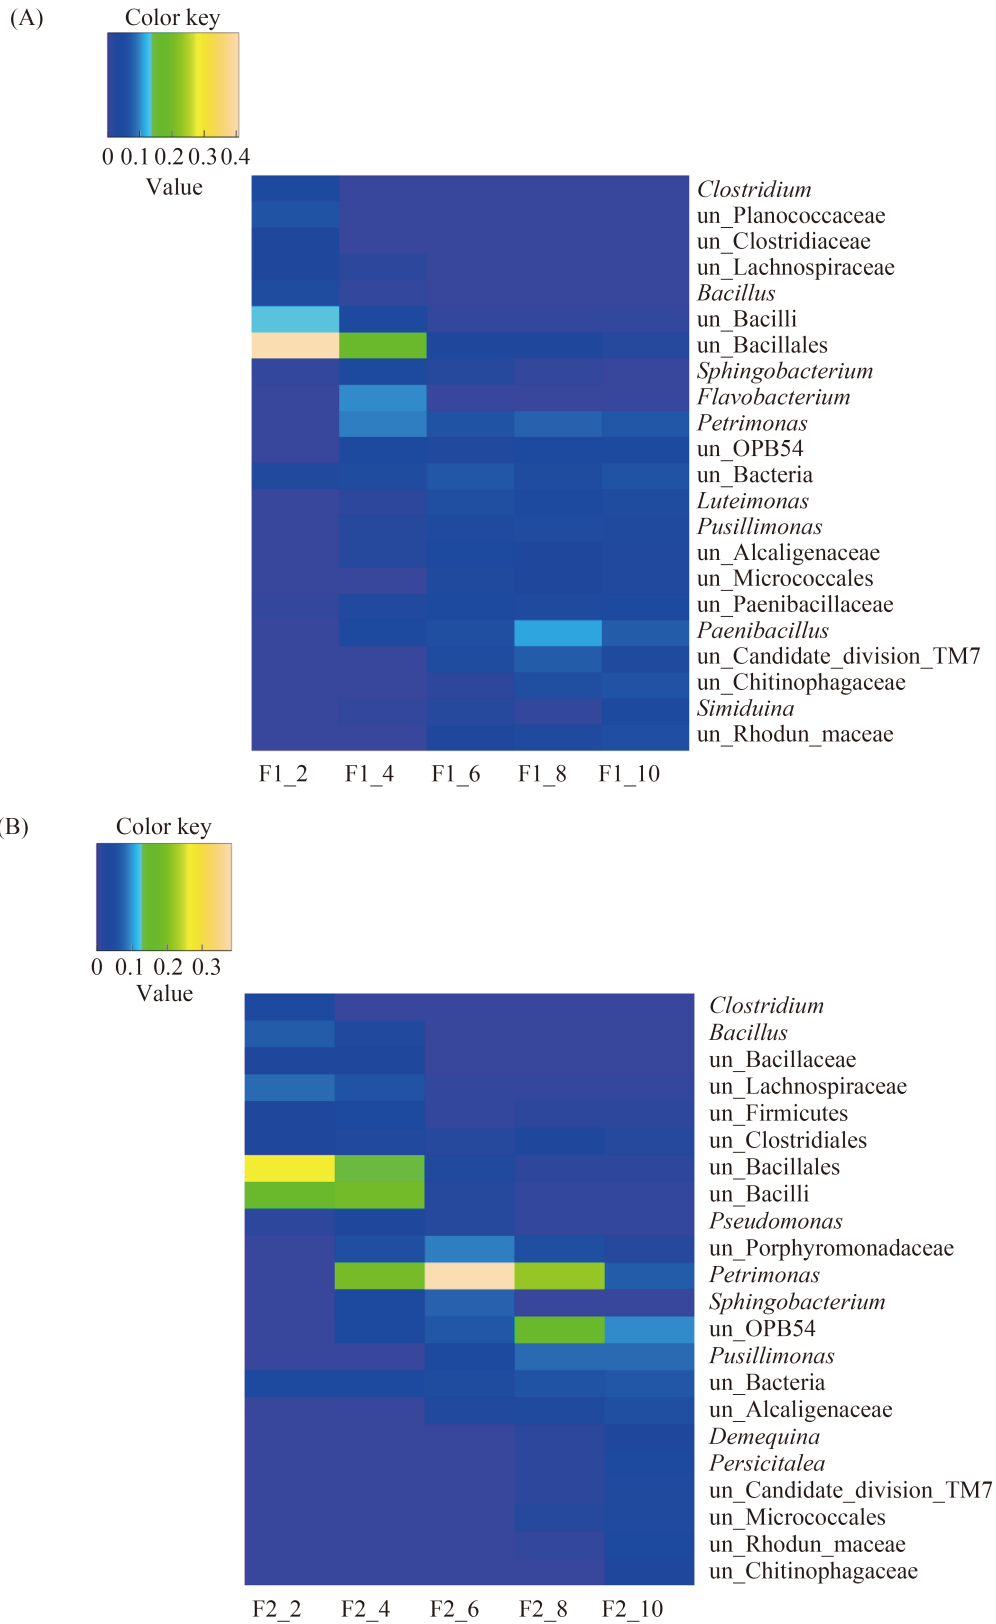 (A)
Color key
0 0.1 0.2 0.3 0.4
Value
Clostridium
un_Planococcaceae
un_Clostridiaceae
un_Lachnospiraceae
Bacillus
un_Bacilli
un_Bacillales
Sphingobacterium
Flavobacterium
Petrimonas
un_OPB54
un_Bacteria
Luteimonas
Pusillimonas
un_Alcaligenaceae
un_Micrococcales
un_Paenibacillaceae
Paenibacillus
un_Candidate_division_TM7
un_Chitinophagaceae
Simiduina
un_Rhodun_maceae
F1_2 F1_4 F1_6 F1_8 F1_10
(B)
Color key
0 0.1 0.2 0.3
Value
Clostridium
Bacillus
un_Bacillaceae
un_Lachnospiraceae
un_Firmicutes
un_Clostridiales
un_Bacillales
un_Bacilli
Pseudomonas
un_Porphyromonadaceae
Petrimonas
Sphingobacterium
un_OPB54
Pusillimonas
un_Bacteria
un_Alcaligenaceae
Demequina
Persicitalea
un_Candidate_division_TM7
un_Micrococcales
un_Rhodun_maceae
un_Chitinophagaceae
F2_2 F2_4 F2_6 F2_8 F2_10